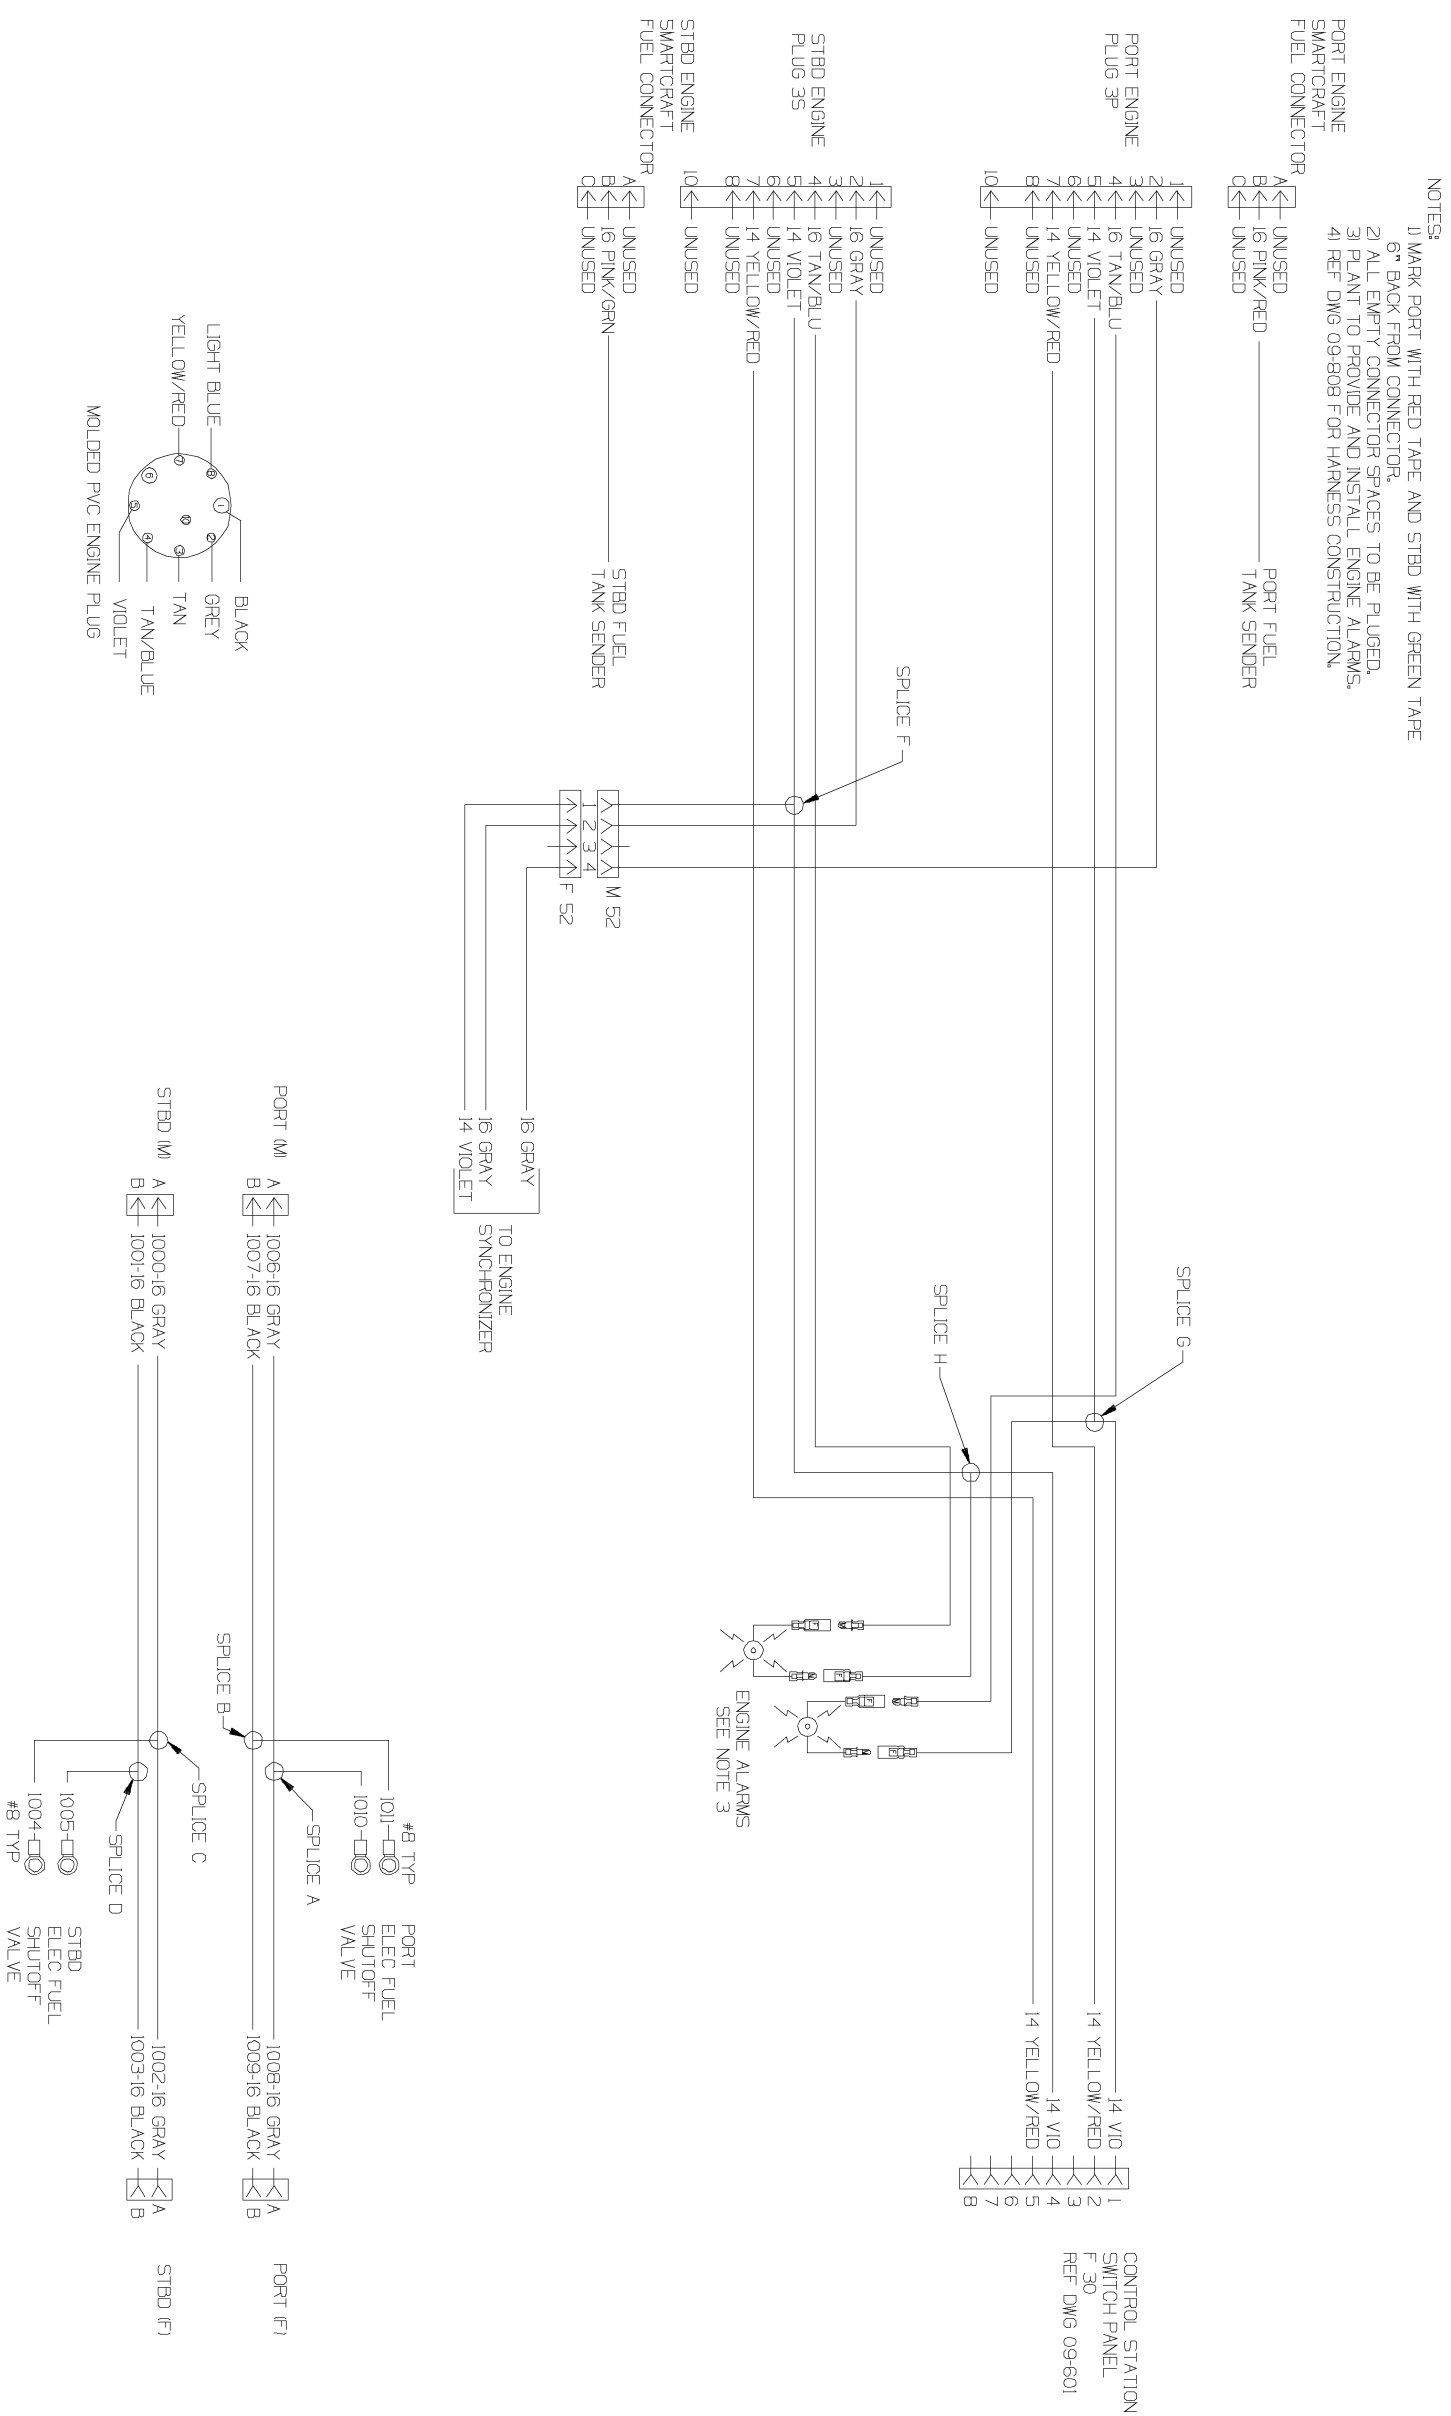 NOTES:
1) MARK PORT WITH RED TAPE AND STBD WITH GREEN TAPE
6" BACK FROM CONNECTOR.
2) ALL EMPTY CONNECTOR SPACES TO BE PLUGED.
3) PLANT TO PROVIDE AND INSTALL ENGINE ALARMS.
4) REF DWG 09-808 FOR HARNESS CONSTRUCTION.
PORT ENGINE
SMARTCRAFT
FUEL CONNECTOR
A UNUSED
B 16 PINK/RED
C UNUSED
PORT FUEL
TANK SENDER
PORT ENGINE
PLUG 3P
1 UNUSED
2 16 GRAY
3 UNUSED
4 16 TAN/BLU
5 14 VIOLET
6 UNUSED
7 14 YELLOW/RED
8 UNUSED
10 UNUSED
STBD ENGINE
PLUG 3S
1 UNUSED
2 16 GRAY
3 UNUSED
4 16 TAN/BLU
5 14 VIOLET
6 UNUSED
7 14 YELLOW/RED
8 UNUSED
10 UNUSED
STBD ENGINE
SMARTCRAFT
FUEL CONNECTOR
A UNUSED
B 16 PINK/GRN
C UNUSED
STBD FUEL
TANK SENDER
SPLICE F
1 2 3 4
M 52
F 52
16 GRAY
16 GRAY
14 VIOLET
TO ENGINE
SYNCHRONIZER
SPLICE G
SPLICE H
F
M
M
F
F
M
M
F
ENGINE ALARMS
SEE NOTE 3
14 VIO
14 YELLOW/RED
14 VIO
14 YELLOW/RED
1
2
3
4
5
6
7
8
CONTROL STATION
SWITCH PANEL
F 30
REF DWG 09-601
LIGHT BLUE
YELLOW/RED
1
2
3
4
5
6
7
8
10
BLACK
GREY
TAN
TAN/BLUE
VIOLET
MOLDED PVC ENGINE PLUG
PORT (M)
A 1006-16 GRAY
B 1007-16 BLACK
STBD (M)
A 1000-16 GRAY
B 1001-16 BLACK
SPLICE B
SPLICE A
SPLICE C
SPLICE D
#8 TYP
1011
1010
PORT
ELEC FUEL
SHUTOFF
VALVE
1005
1004
#8 TYP
STBD
ELEC FUEL
SHUTOFF
VALVE
1008-16 GRAY A
1009-16 BLACK B
PORT (F)
1002-16 GRAY A
1003-16 BLACK B
STBD (F)